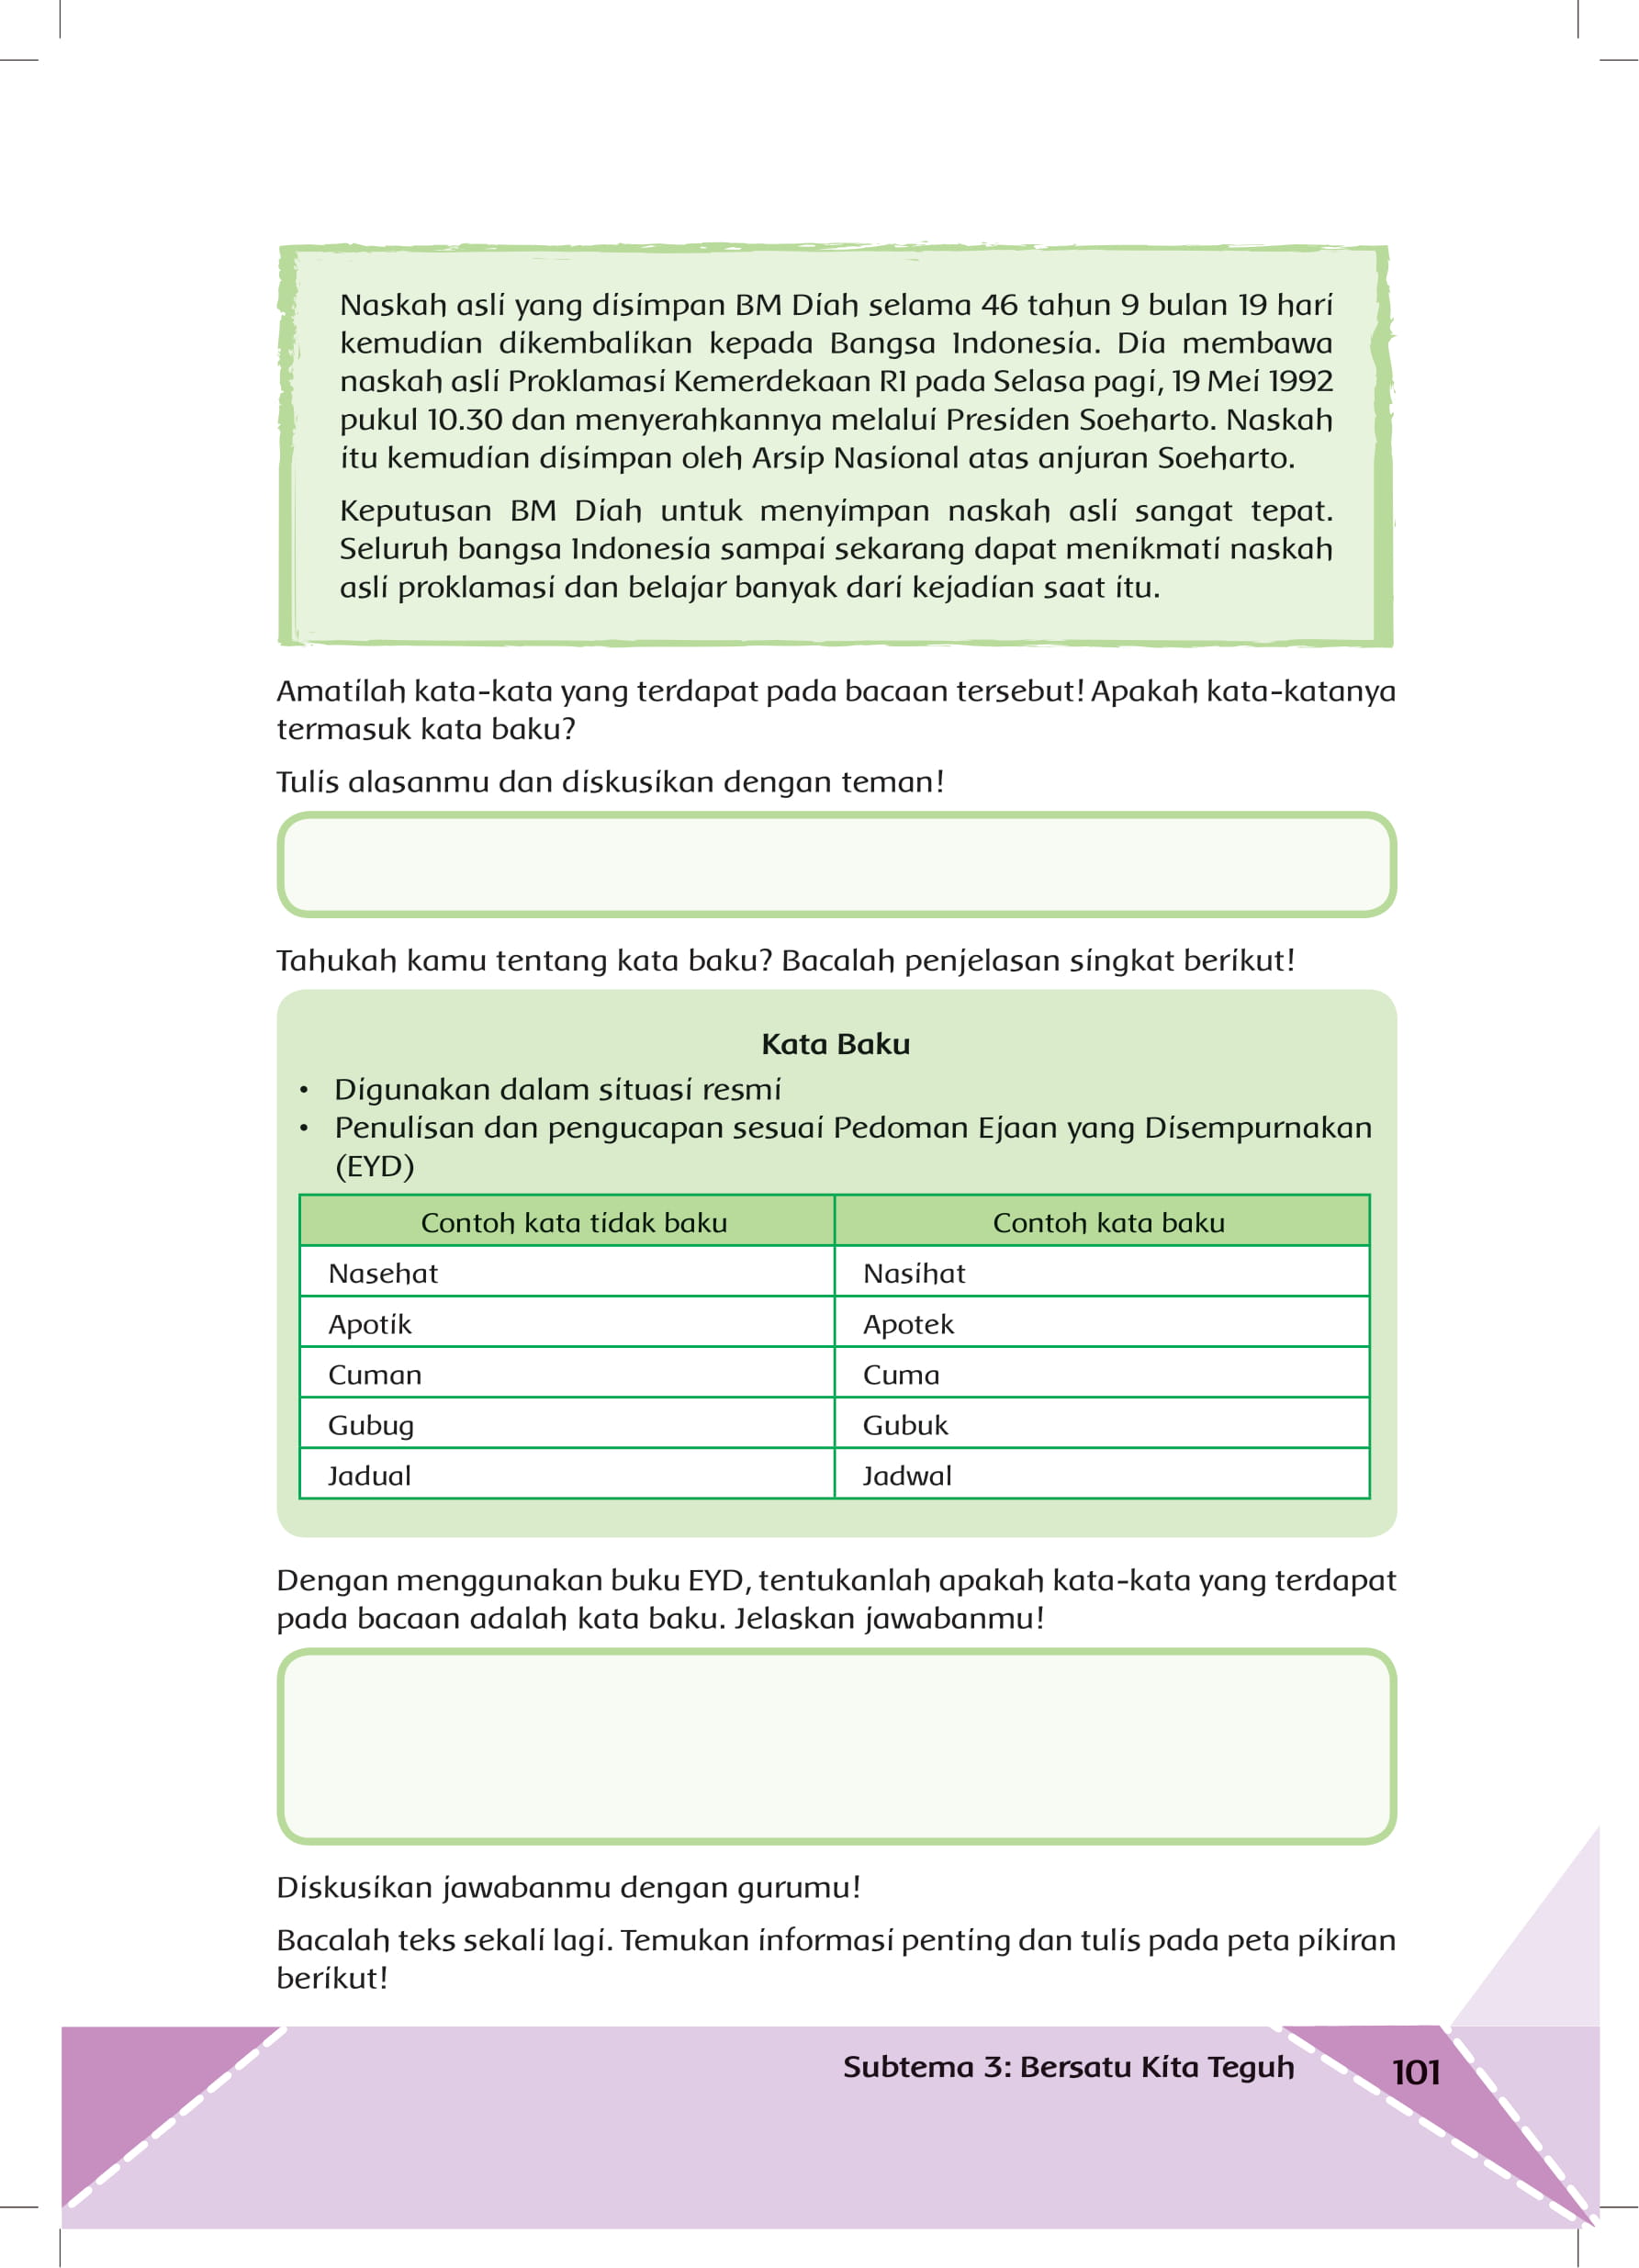 Naskah asli yang disimpan BM Diah selama 46 tahun 9 bulan 19 hari
kemudian dikembalikan kepada Bangsa Indonesia. Dia membawa
naskah asli Proklamasi Kemerdekaan RI pada Selasa pagi, 19 Mei 1992
pukul 10.30 dan menyerahkannya melalui Presiden Soeharto. Naskah
itu kemudian disimpan oleh Arsip Nasional atas anjuran Soeharto.
Keputusan BM Diah untuk menyimpan naskah asli sangat tepat.
Seluruh bangsa Indonesia sampai sekarang dapat menikmati naskah
asli proklamasi dan belajar banyak dari kejadian saat itu.
Amatilah kata-kata yang terdapat pada bacaan tersebut! Apakah kata-katanya
termasuk kata baku?
Tulis alasanmu dan diskusikan dengan teman!
Tahukah kamu tentang kata baku? Bacalah penjelasan singkat berikut!
Kata Baku
• Digunakan dalam situasi resmi
• Penulisan dan pengucapan sesuai Pedoman Ejaan yang Disempurnakan
(EYD)
Contoh kata tidak baku Contoh kata baku
Nasehat Nasihat
Apotik Apotek
Cuman Cuma
Gubug Gubuk
Jadual Jadwal
Dengan menggunakan buku EYD, tentukanlah apakah kata-kata yang terdapat
pada bacaan adalah kata baku. Jelaskan jawabanmu!
Diskusikan jawabanmu dengan gurumu!
Bacalah teks sekali lagi. Temukan informasi penting dan tulis pada peta pikiran
berikut!
Subtema 3: Bersatu Kita Teguh 101